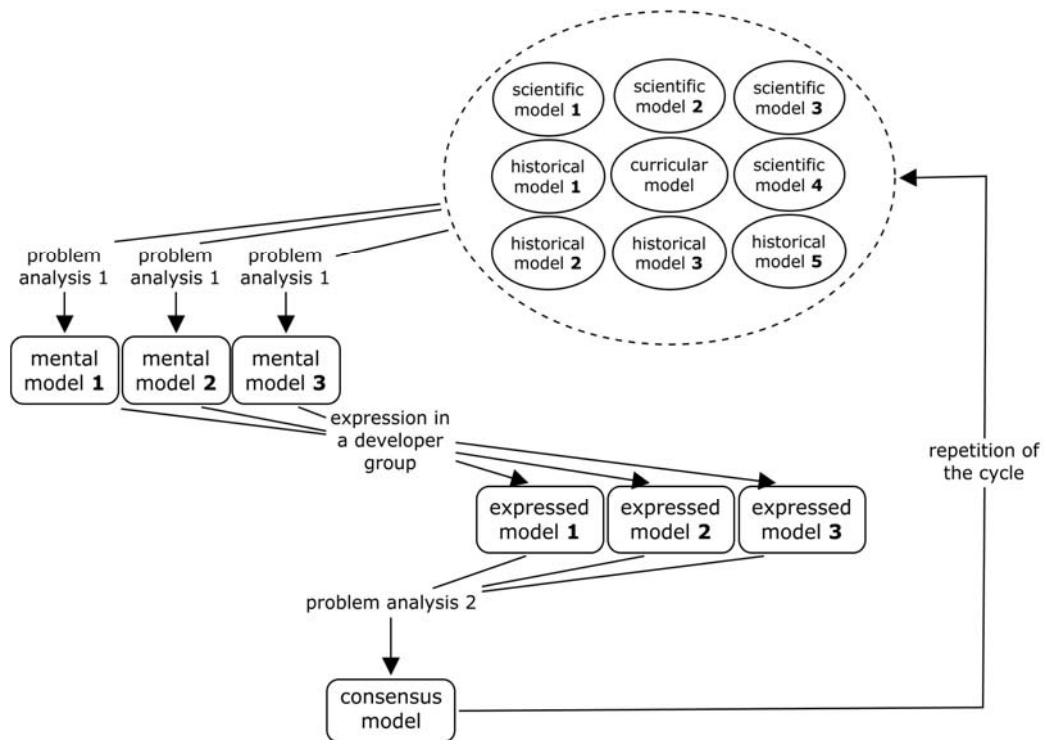 scientific
model 1
scientific
model 2
scientific
model 3
historical
model 1
curricular
model
scientific
model 4
historical
model 2
historical
model 3
historical
model 5
problem
analysis 1
problem
analysis 1
problem
analysis 1
mental
model 1
mental
model 2
mental
model 3
expression in
a developer
group
repetition of
the cycle
expressed
model 1
expressed
model 2
expressed
model 3
problem analysis 2
consensus
model